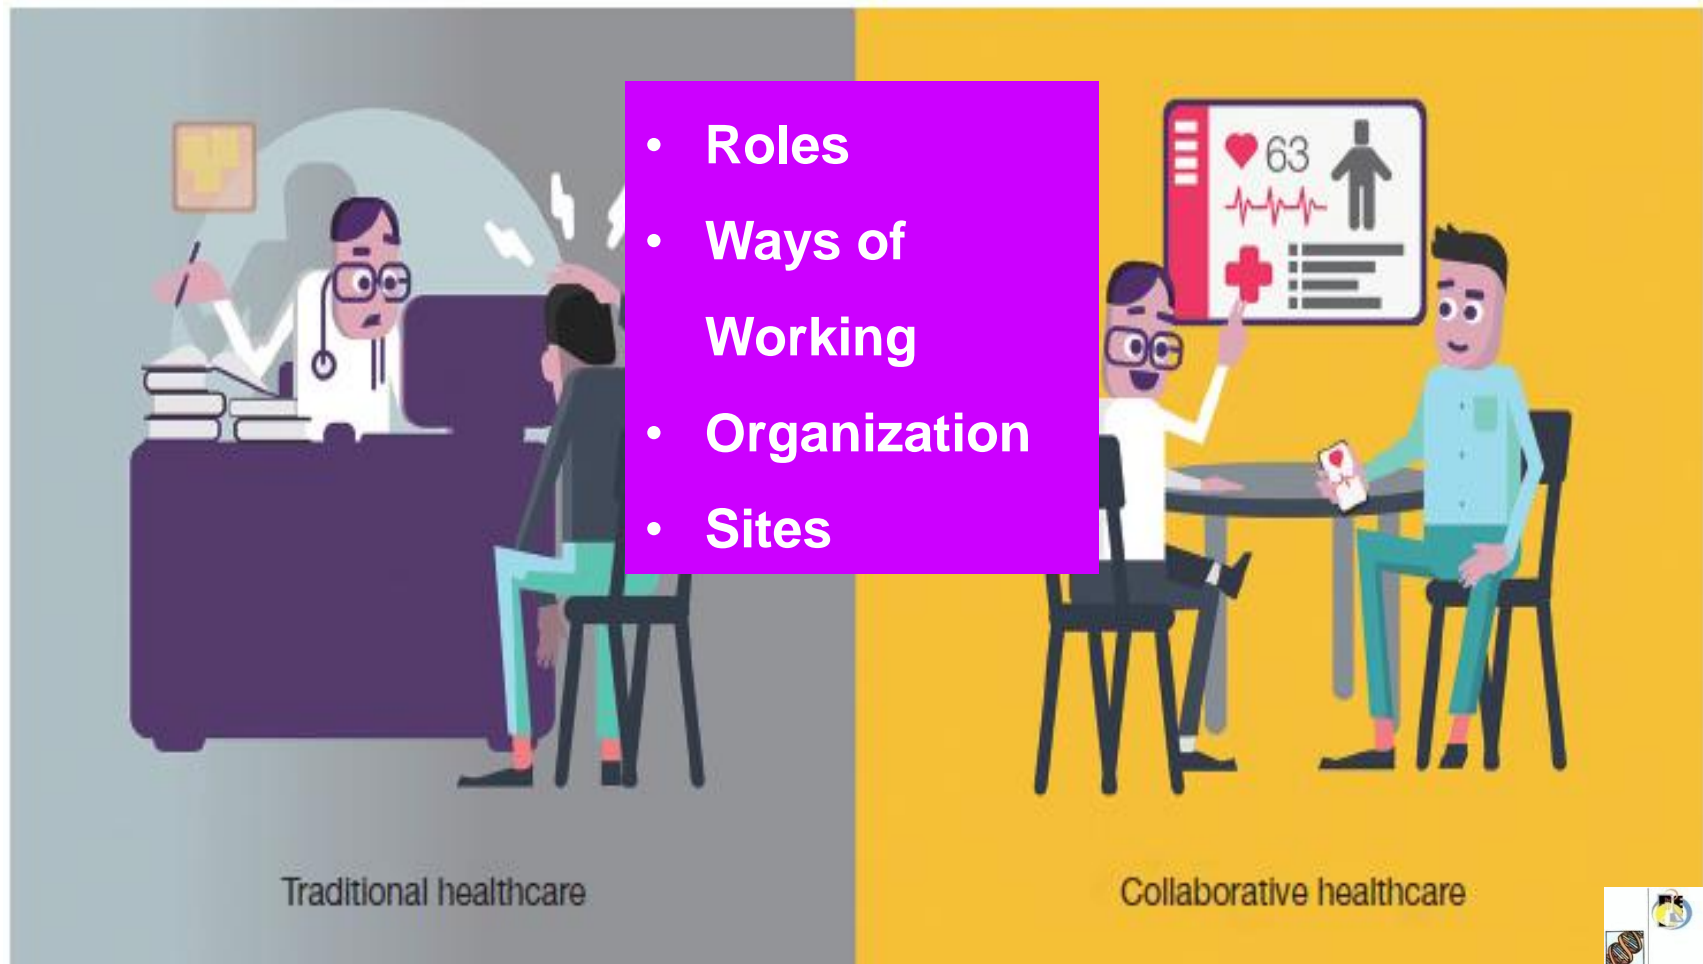 • Roles
• Ways of
Working
• Organization
• Sites
63
Traditional healthcare
Collaborative healthcare